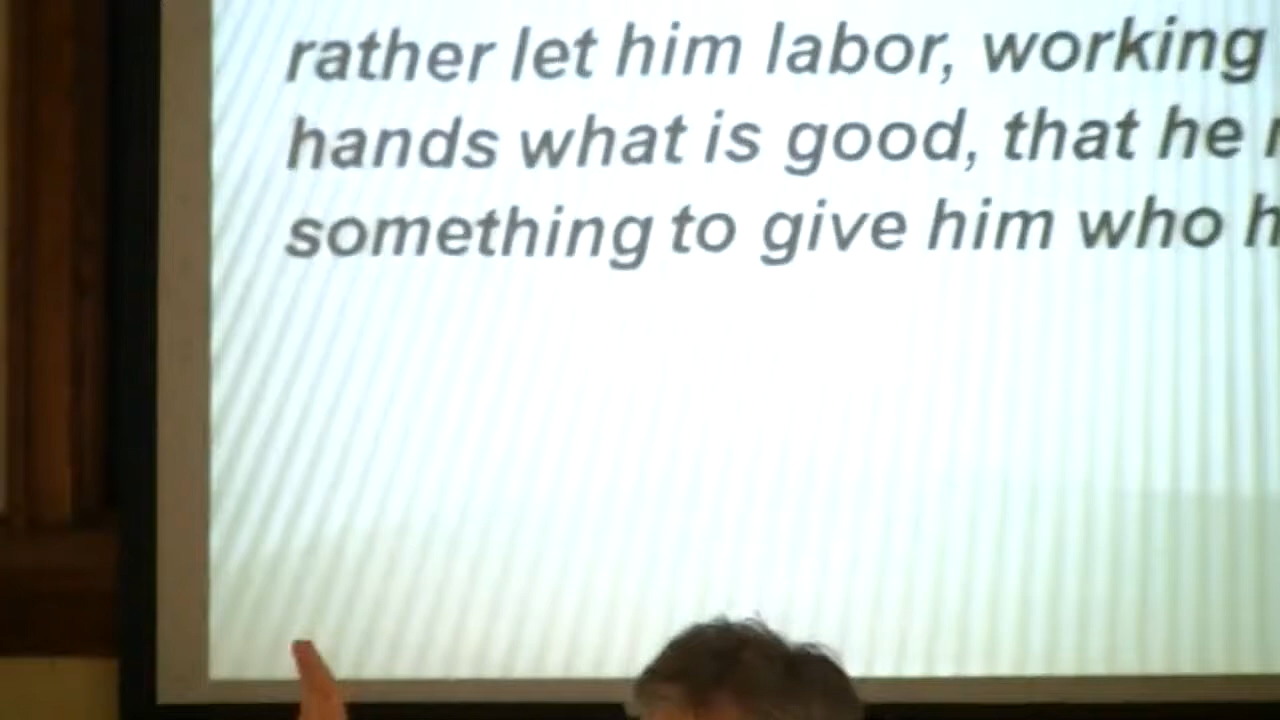 rather let him labor, working
hands what is good, that he
something to give him who